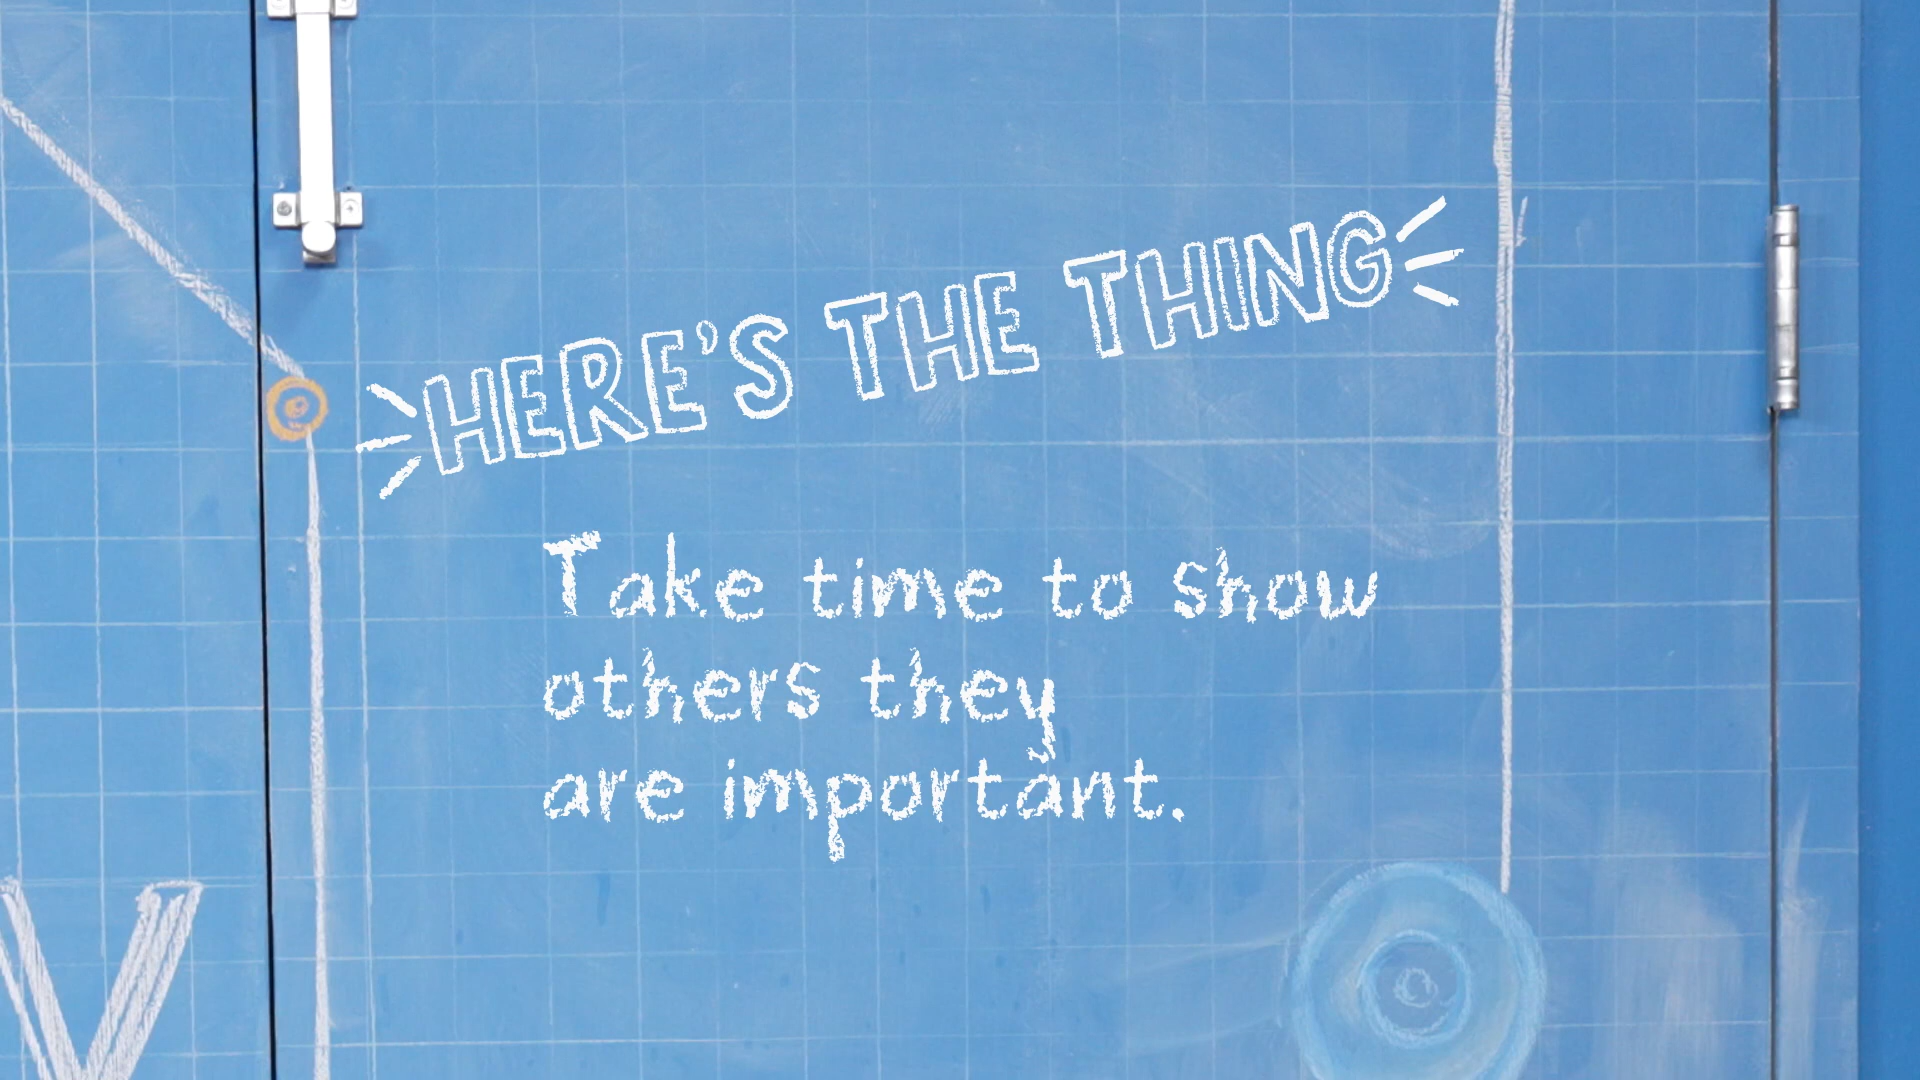 HERE'S THE THING
Take time to show
others they
are important.
V